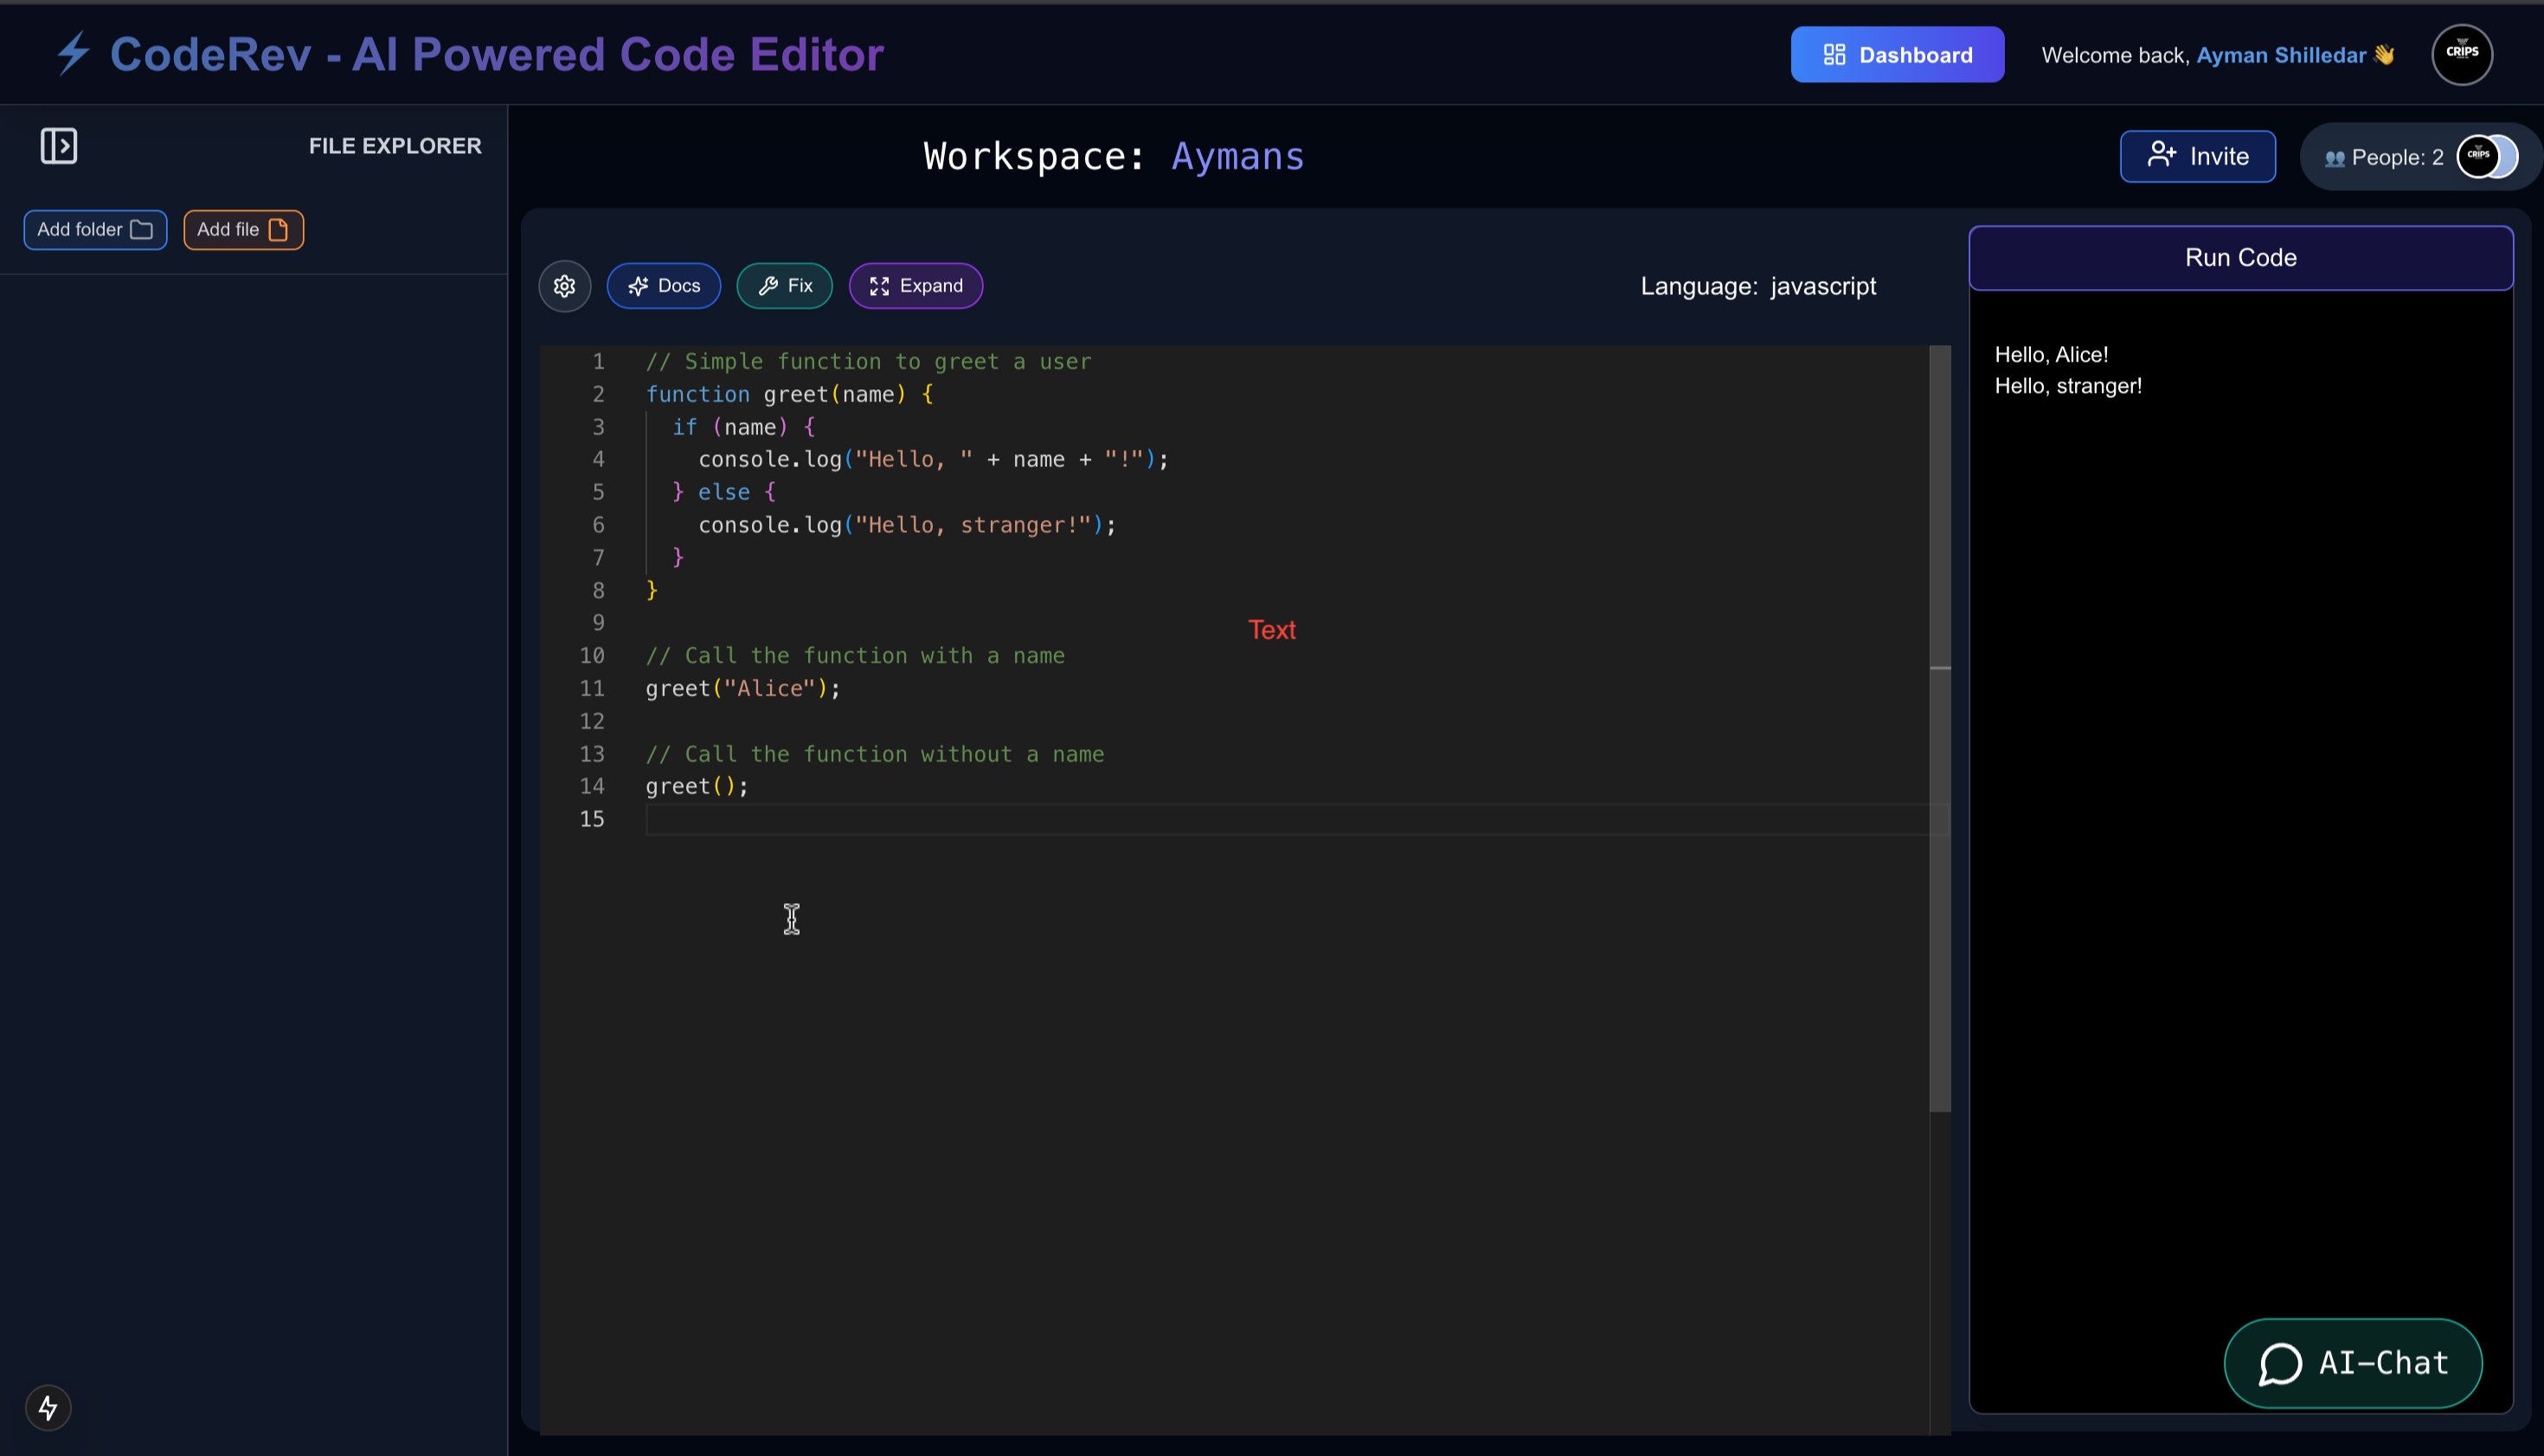 ⚡ CodeRev - AI Powered Code Editor
Dashboard
Welcome back, Ayman Shilledar 👋
CRIPS
FILE EXPLORER
Add folder
Add file
Workspace: Aymans
Invite
👥 People: 2
CRIPS
Docs
Fix
Expand
Language: javascript
1 // Simple function to greet a user
2 function greet(name) {
3   if (name) {
4     console.log("Hello, " + name + "!");
5   } else {
6     console.log("Hello, stranger!");
7   }
8 }
9
Text
10 // Call the function with a name
11 greet("Alice");
12
13 // Call the function without a name
14 greet();
15
Run Code
Hello, Alice!
Hello, stranger!
AI-Chat